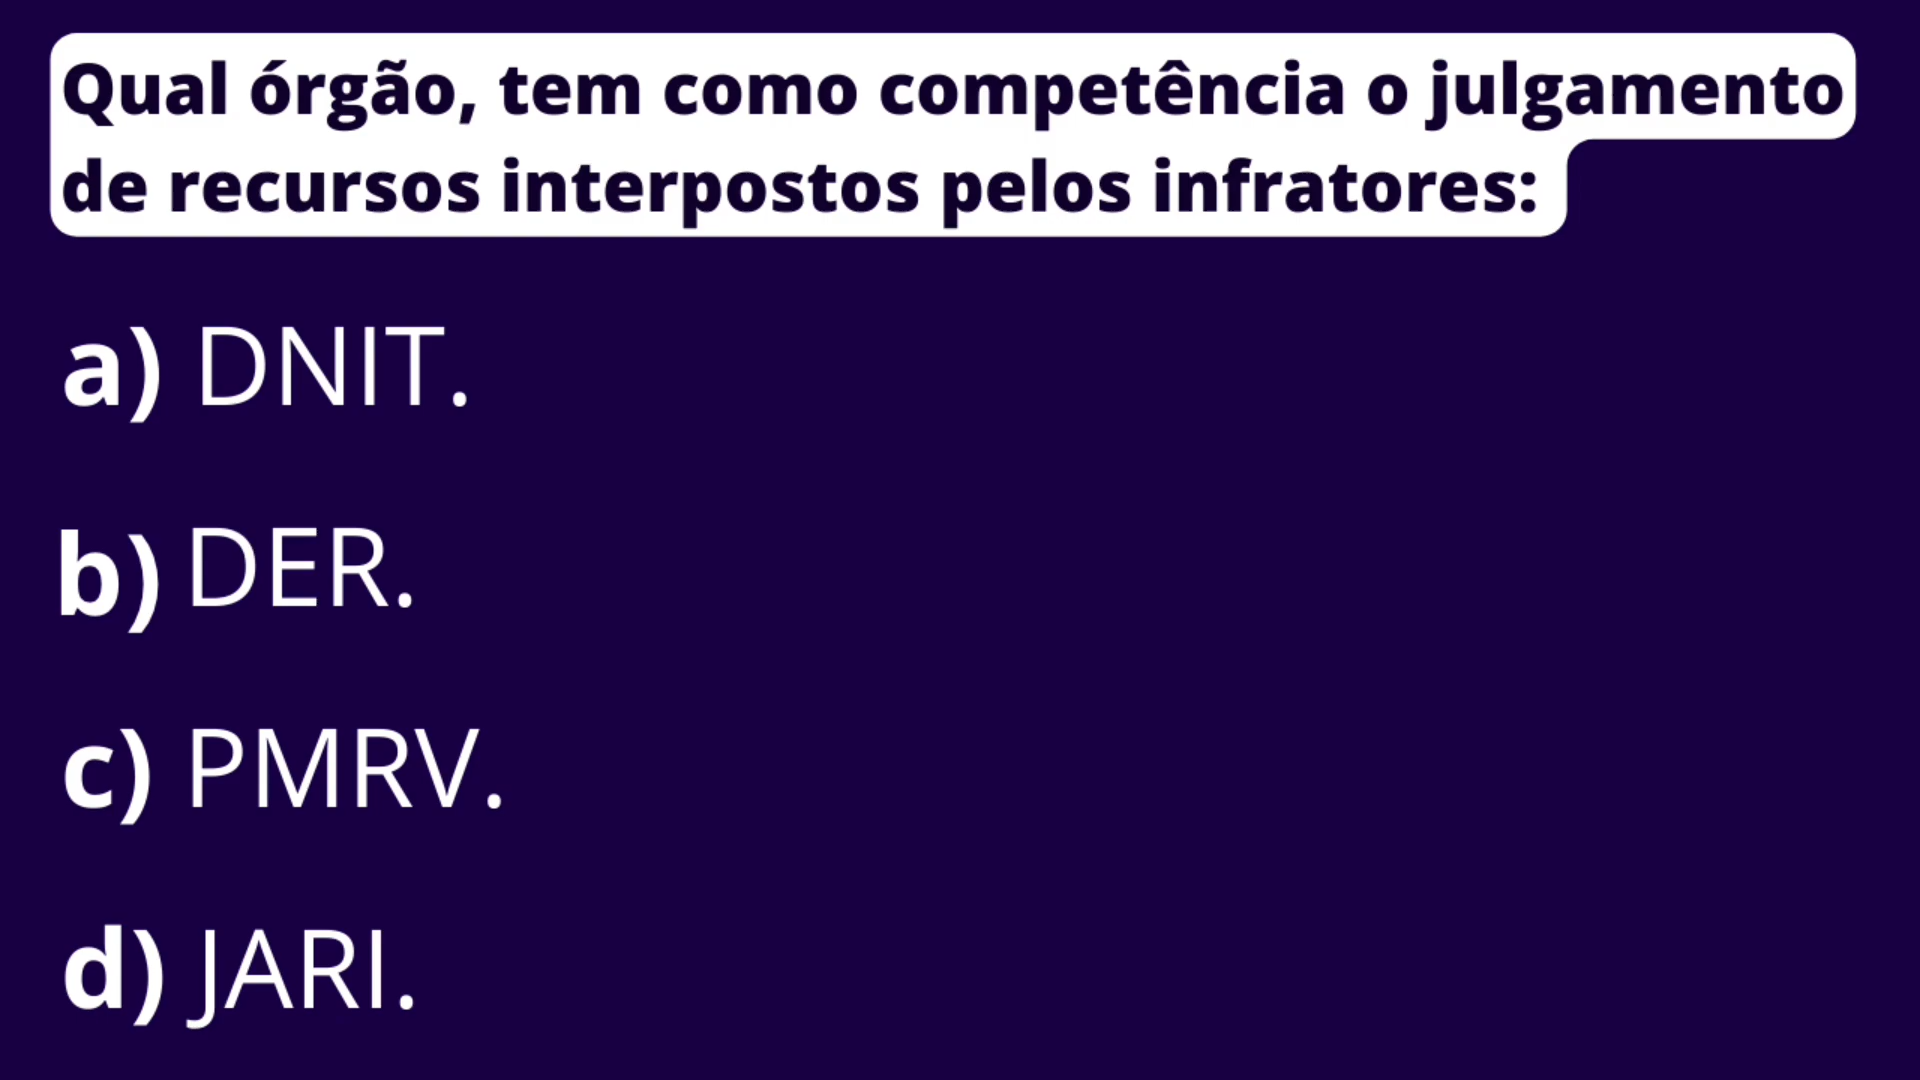 Qual órgão, tem como competência o julgamento
de recursos interpostos pelos infratores:
a) DNIT.
b) DER.
c) PMRV.
d) JARI.